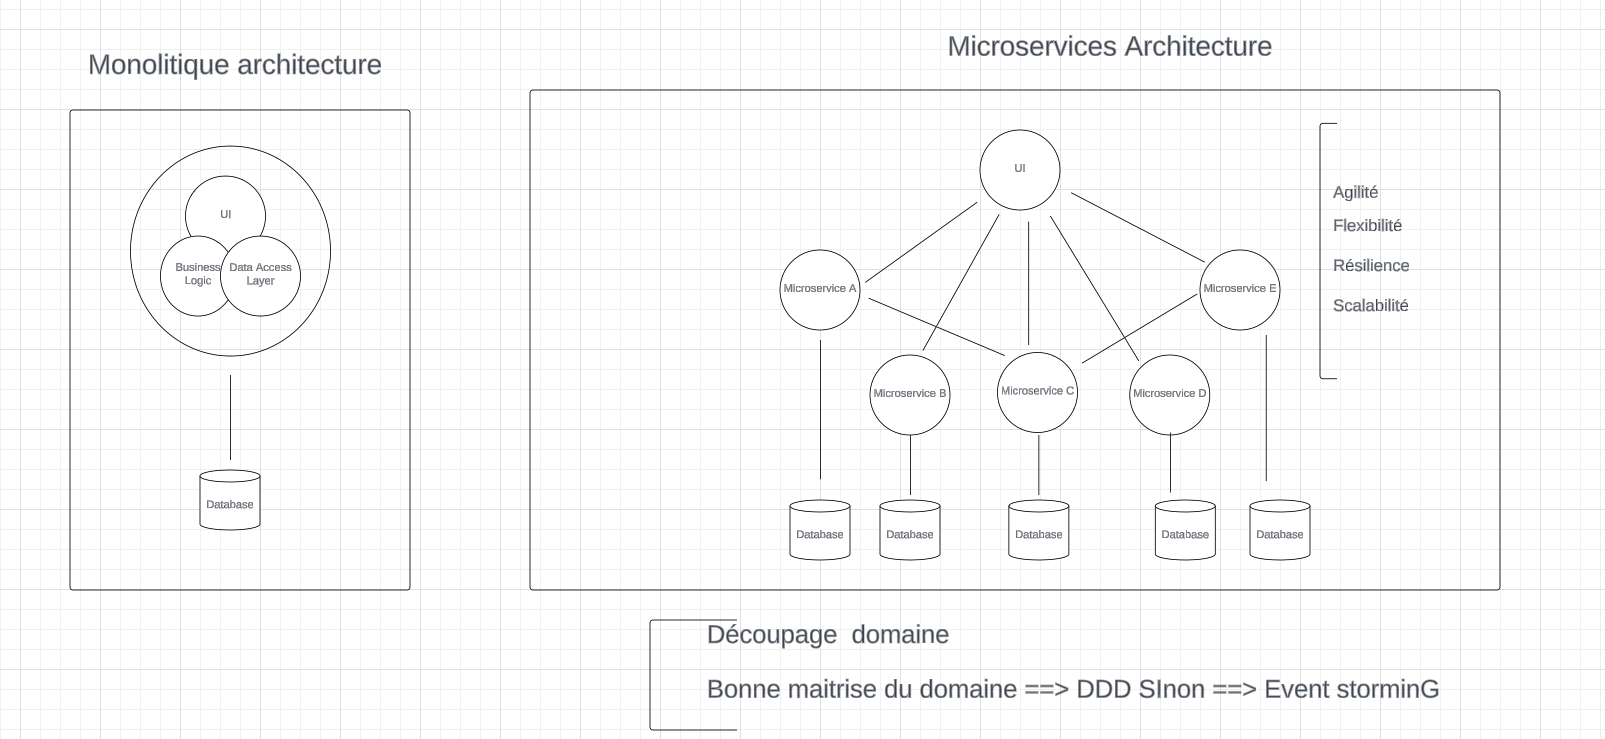 Monolitique architecture
UI
Business
Logic
Data Access
Layer
Database
Microservices Architecture
UI
Microservice A
Microservice E
Microservice B
Microservice C
Microservice D
Database
Database
Database
Database
Database
Agilité
Flexibilité
Résilience
Scalabilité
Découpage domaine
Bonne maitrise du domaine ==> DDD SInon ==> Event storminG